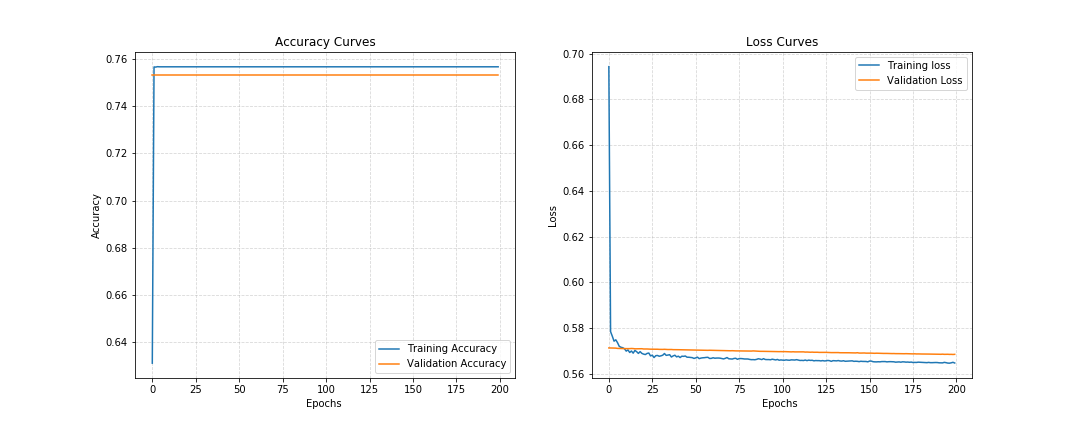 Accuracy Curves
0.76
0.74
0.72
0.70
0.68
0.66
0.64
Accuracy
Training Accuracy
Validation Accuracy
0 25 50 75 100 125 150 175 200
Epochs
Loss Curves
0.70
0.68
0.66
0.64
0.62
0.60
0.58
0.56
Loss
Training loss
Validation Loss
0 25 50 75 100 125 150 175 200
Epochs